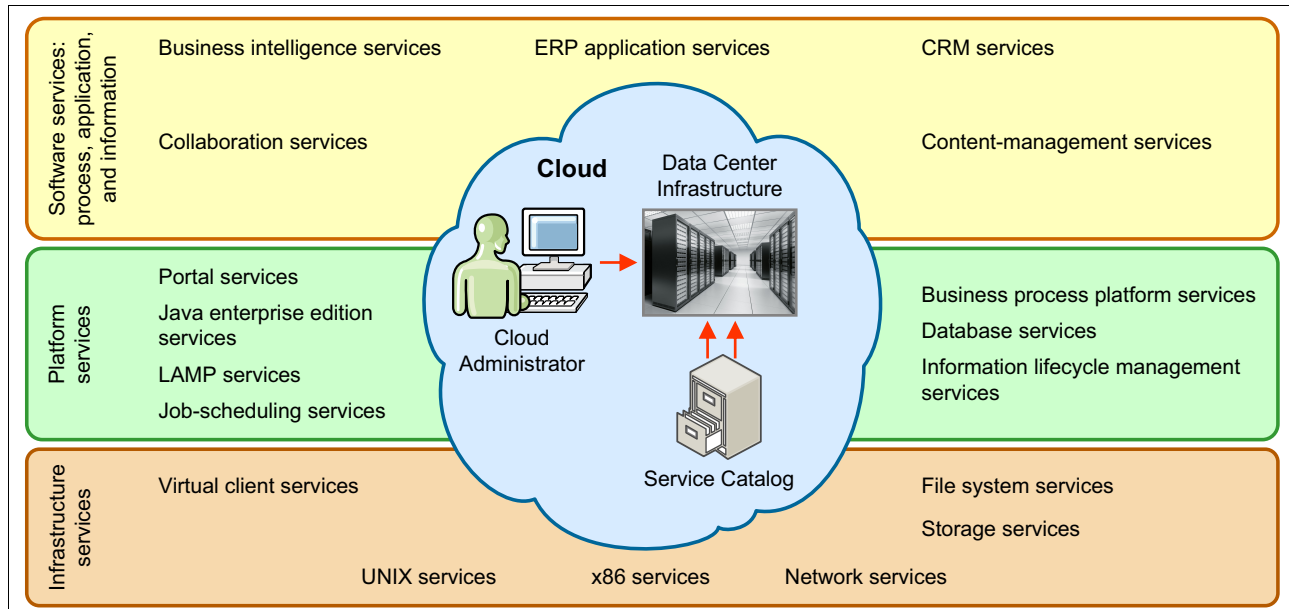 Software services:
process, application,
and information
Business intelligence services
ERP application services
CRM services
Collaboration services
Content-management services
Cloud
Data Center
Infrastructure
Cloud
Administrator
Service Catalog
Platform
services
Portal services
Java enterprise edition
services
LAMP services
Job-scheduling services
Business process platform services
Database services
Information lifecycle management
services
Infrastructure
services
Virtual client services
File system services
Storage services
UNIX services
x86 services
Network services